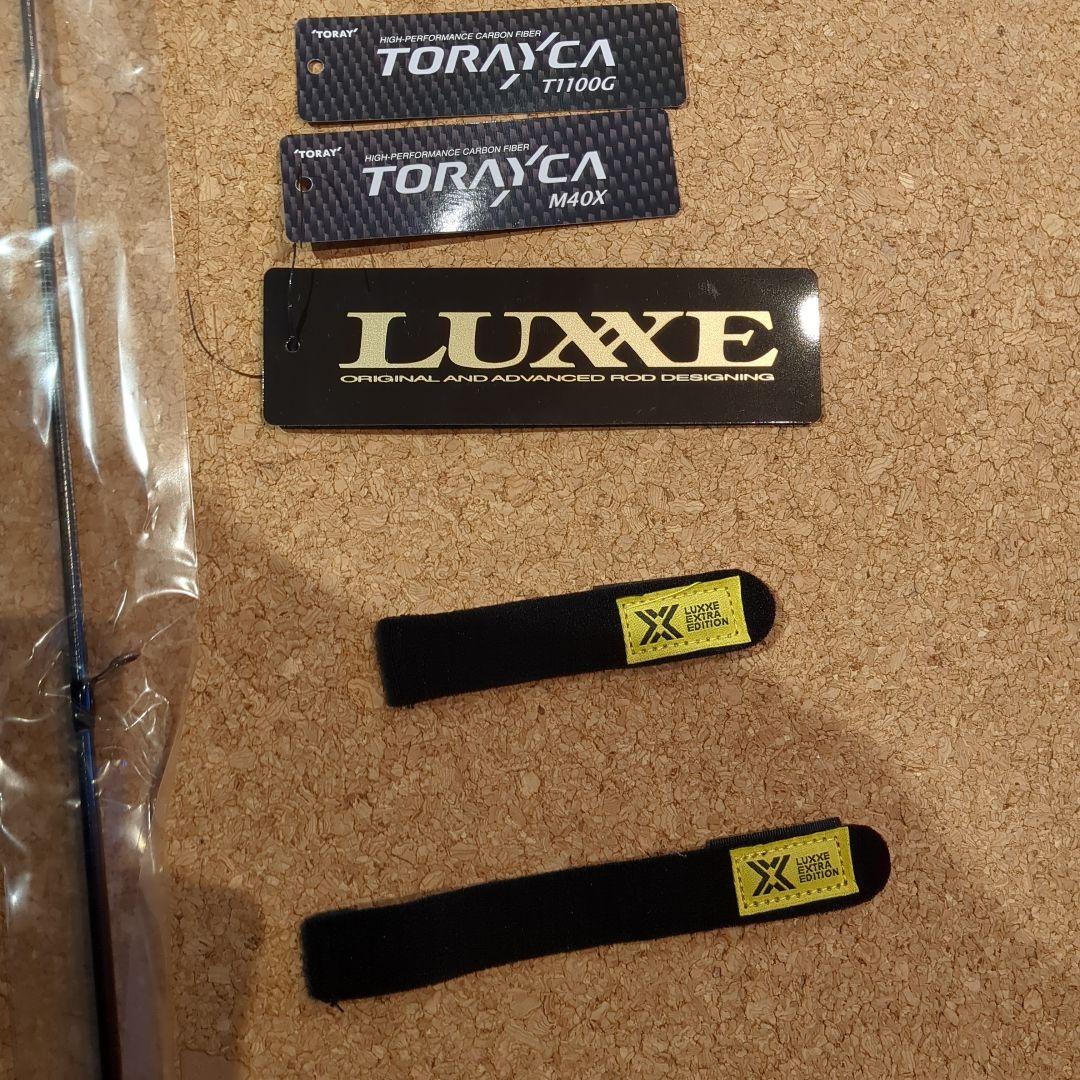 'TORAY'
HIGH-PERFORMANCE CARBON FIBER
TORAYCA
T1100G
'TORAY'
HIGH-PERFORMANCE CARBON FIBER
TORAYCA
M40X
LUXXE
ORIGINAL AND ADVANCED ROD DESIGNING
LUXXE
EXTRA
EDITION
LUXXE
EXTRA
EDITION